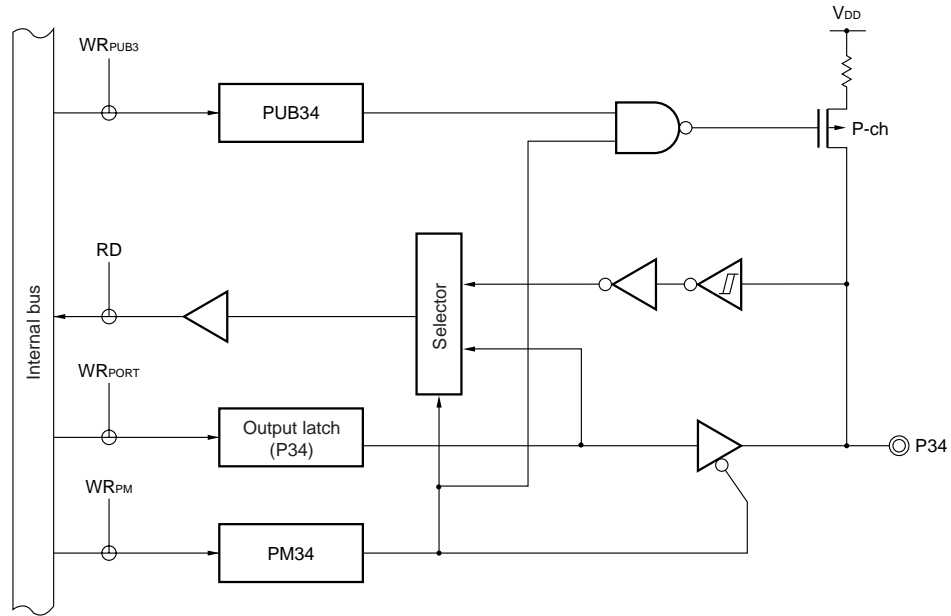 VDD
WRPUB3
PUB34
P-ch
RD
Selector
Internal bus
WRPORT
Output latch
(P34)
P34
WRPM
PM34